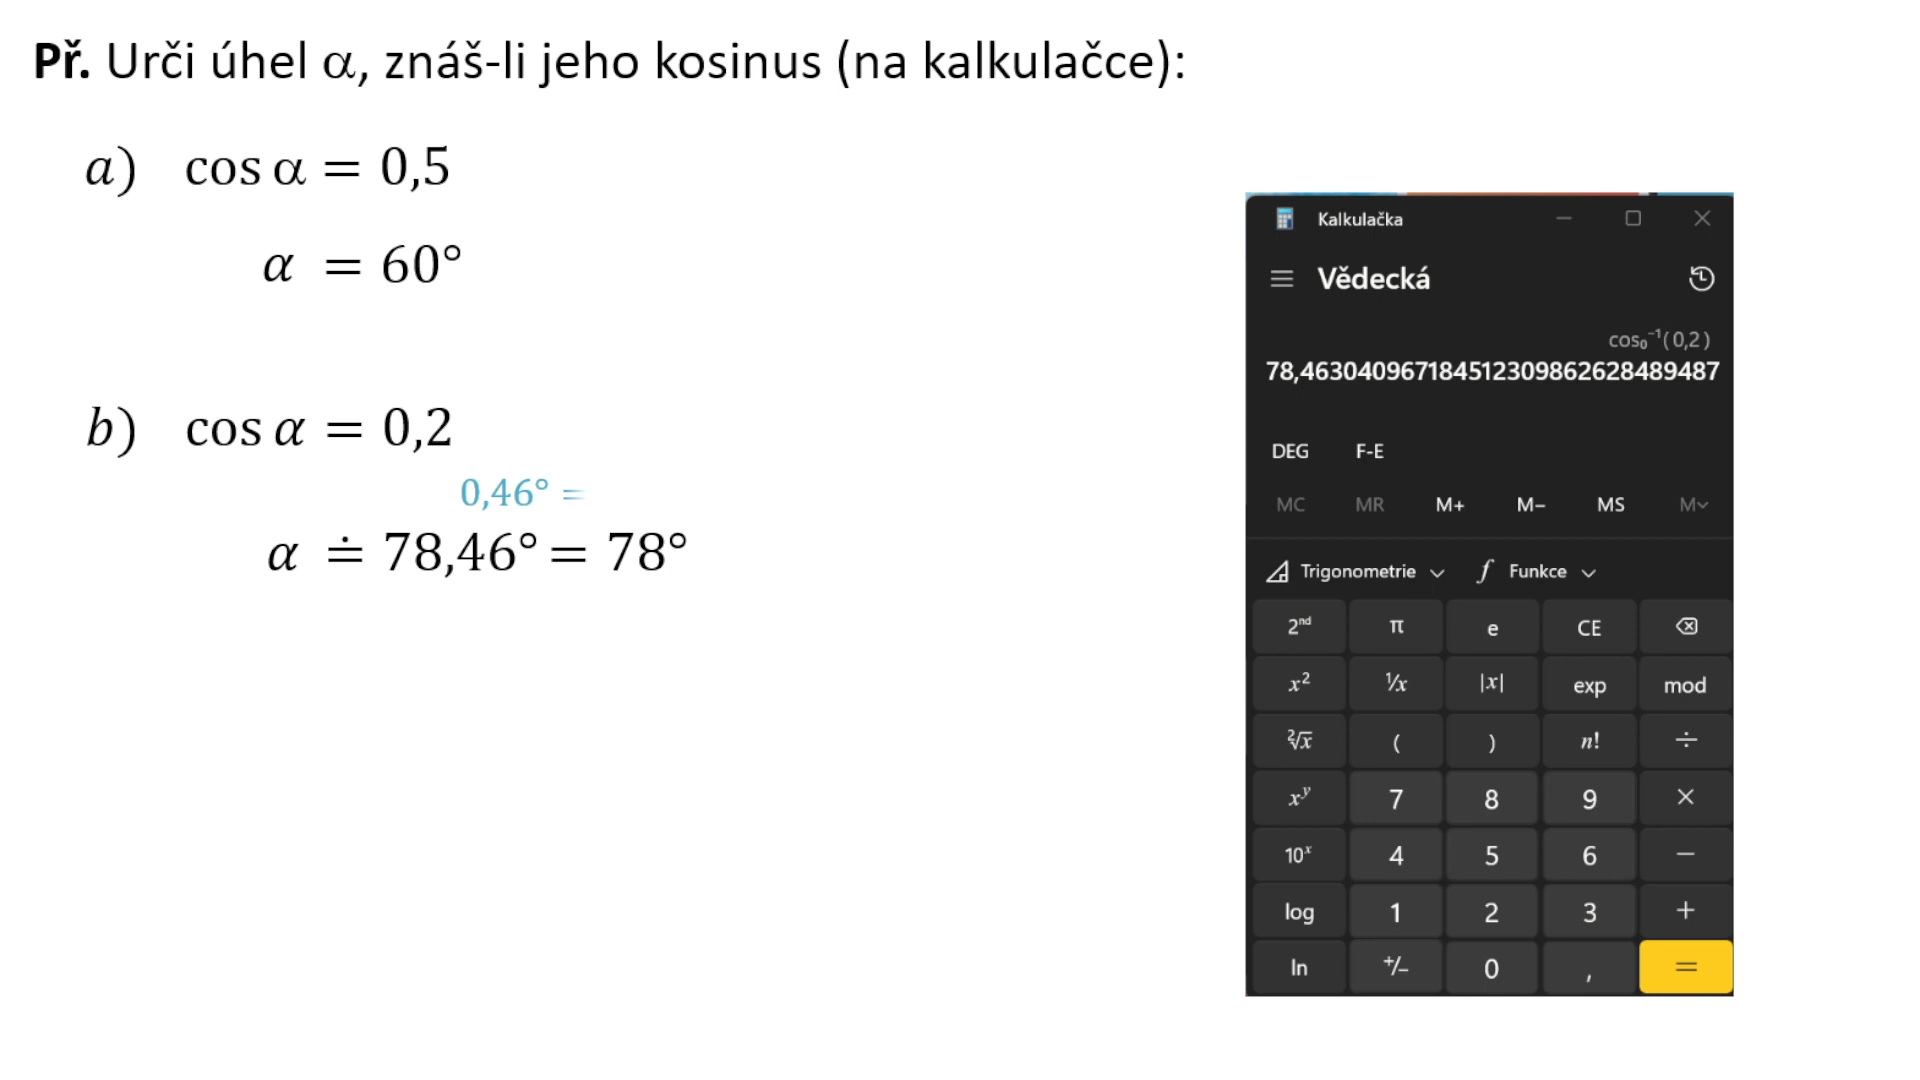 Př. Urči úhel α, znáš-li jeho kosinus (na kalkulačce):
a) cos α = 0,5
α = 60°
b) cos α = 0,2
0,46° =
α ≐ 78,46° = 78°
Kalkulačka
Vědecká
cos₀⁻¹(0,2)
78,463040967184512309862628489487
DEG F-E
MC MR M+ M− MS M˅
Trigonometrie f Funkce
2ⁿᵈ π e CE
x² ¹/x |x| exp mod
²√x ( ) n! ÷
xʸ 7 8 9 ×
10ˣ 4 5 6 −
log 1 2 3 +
ln +/− 0 , =